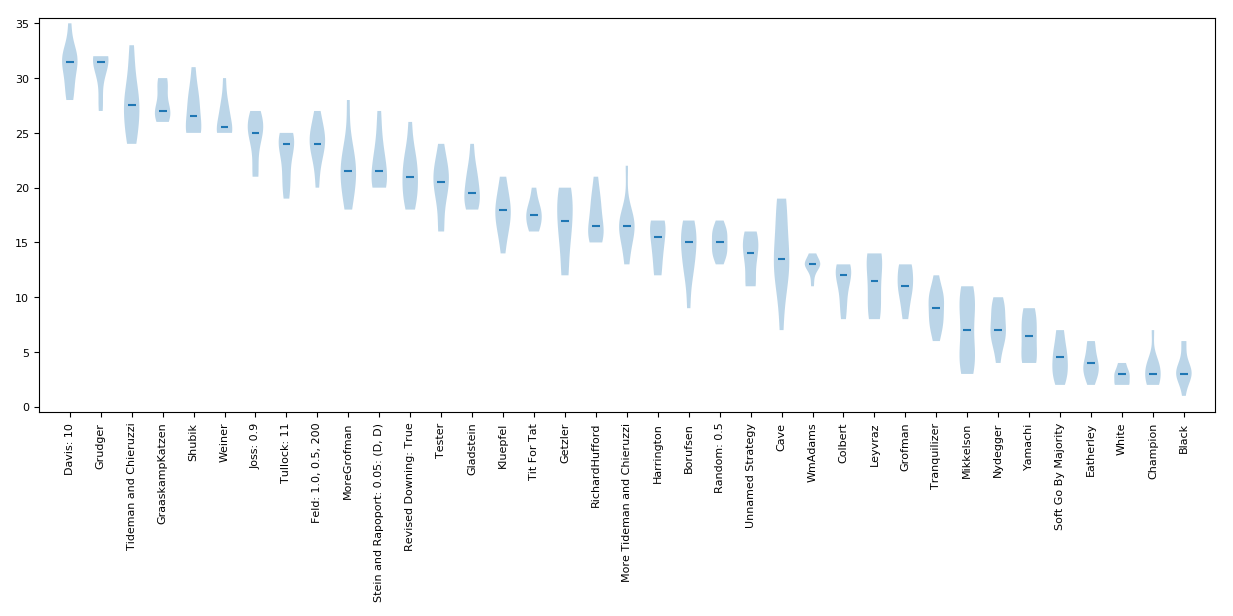 35
30
25
20
15
10
5
0
Davis: 10
Grudger
Tideman and Chieruzzi
GraaskampKatzen
Shubik
Weiner
Joss: 0.9
Tullock: 11
Feld: 1.0, 0.5, 200
MoreGrofman
Stein and Rapoport: 0.05: (D, D)
Revised Downing: True
Tester
Gladstein
Kluepfel
Tit For Tat
Getzler
RichardHufford
More Tideman and Chieruzzi
Harrington
Borufsen
Random: 0.5
Unnamed Strategy
Cave
WmAdams
Colbert
Leyvraz
Grofman
Tranquilizer
Mikkelson
Nydegger
Yamachi
Soft Go By Majority
Eatherley
White
Champion
Black